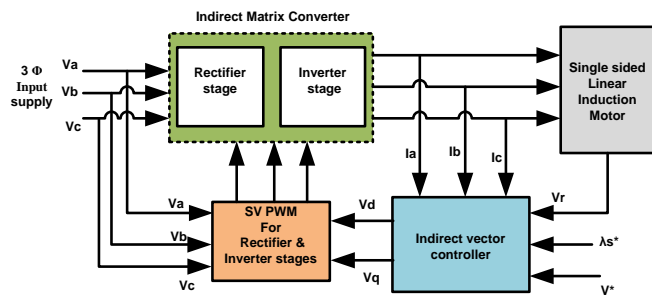 Indirect Matrix Converter
3 Φ
Input
supply
Va
Vb
Vc
Rectifier
stage
Inverter
stage
Single sided
Linear
Induction
Motor
Ia
Ib
Ic
Vr
Va
Vb
Vc
SV PWM
For
Rectifier &
Inverter stages
Vd
Vq
Indirect vector
controller
λs*
V*